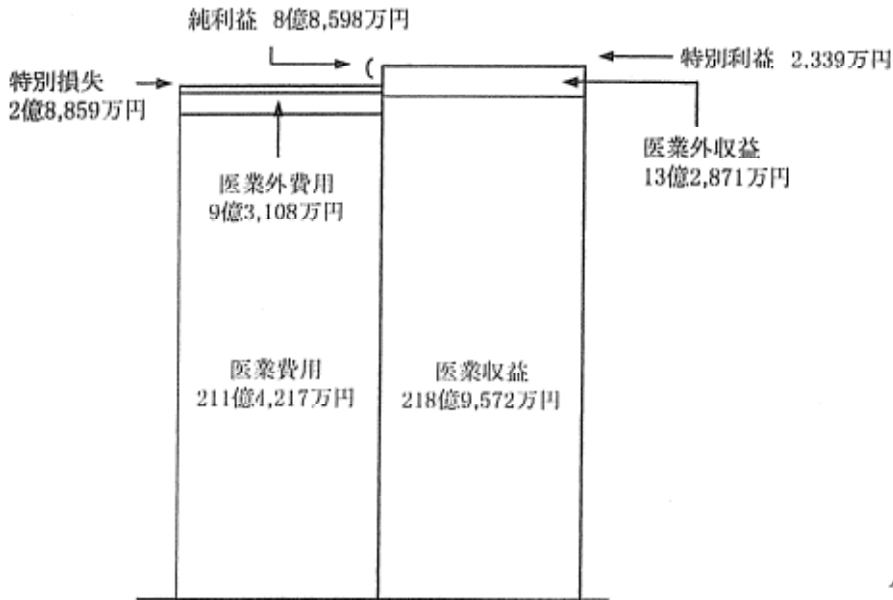 純利益 8億8,598万円
特別利益 2.339万円
特別損失
2億8,859万円
医業外収益
13億2,871万円
医業外費用
9億3,108万円
医業費用
211億4,217万円
医業収益
218億9,572万円